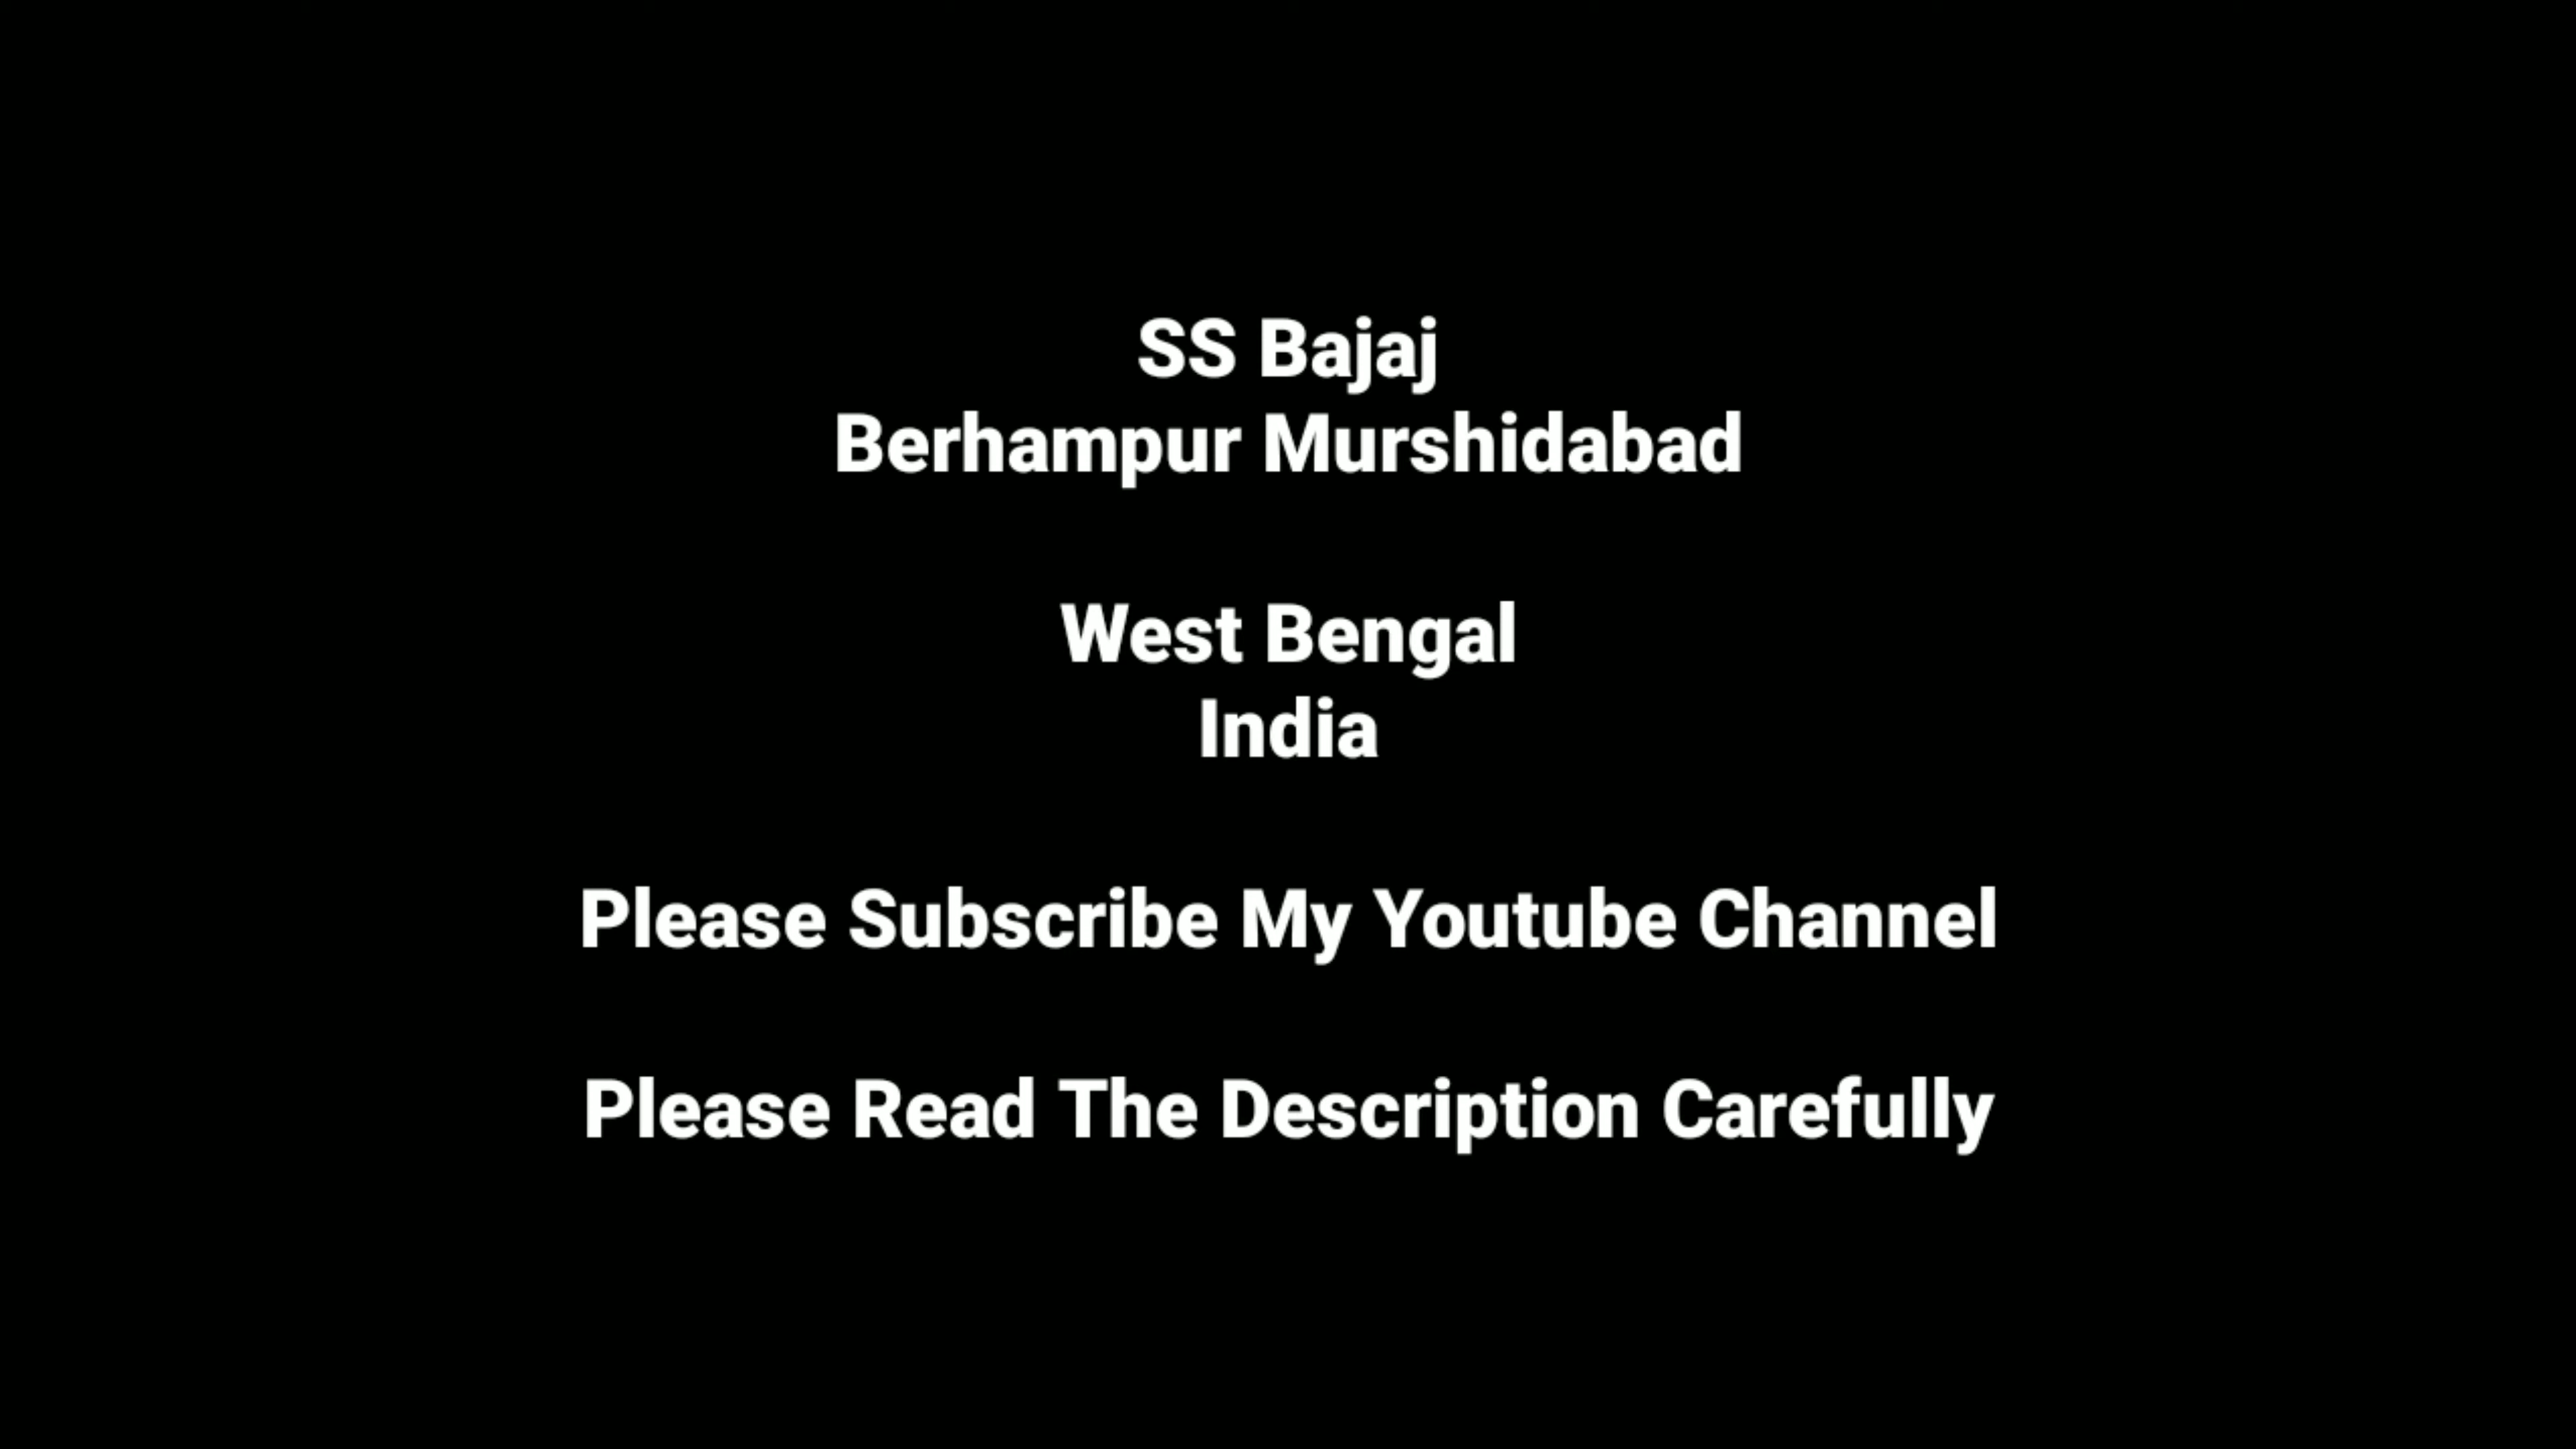 SS Bajaj
Berhampur Murshidabad
West Bengal
India
Please Subscribe My Youtube Channel
Please Read The Description Carefully